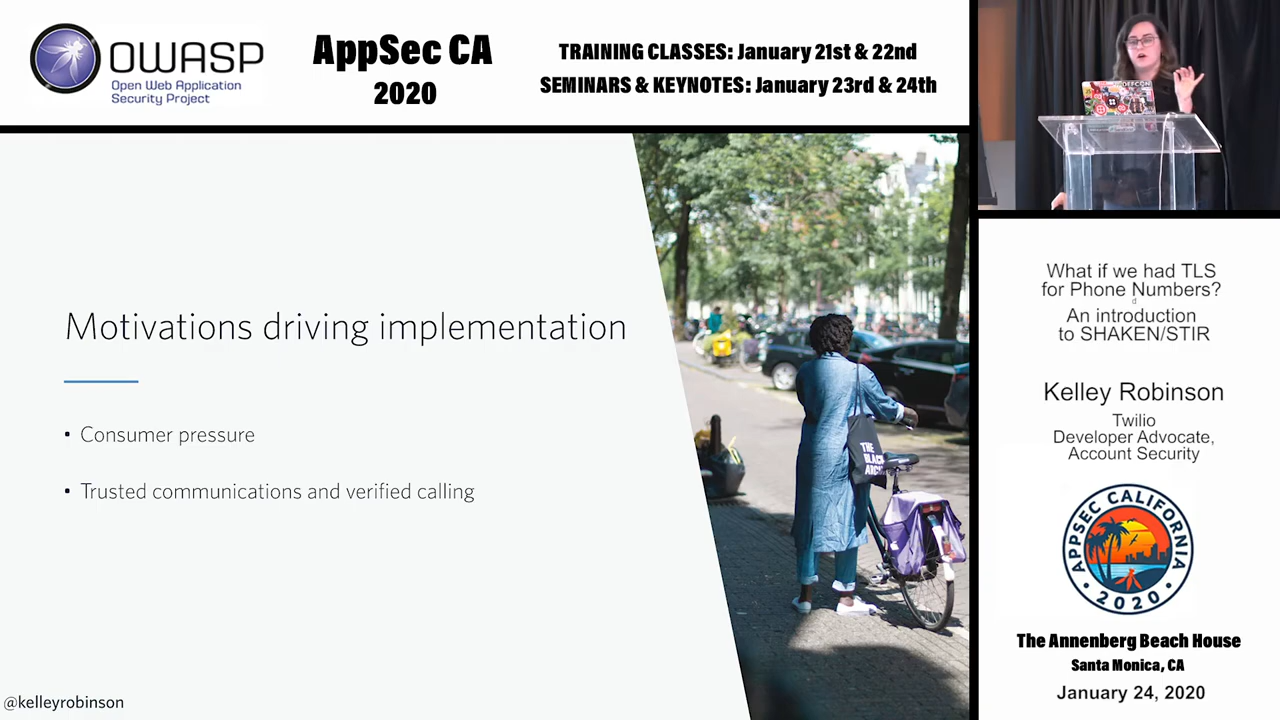 OWASP
Open Web Application
Security Project
AppSec CA
2020
TRAINING CLASSES: January 21st & 22nd
SEMINARS & KEYNOTES: January 23rd & 24th
Motivations driving implementation
• Consumer pressure
• Trusted communications and verified calling
THE
BLACK
@kelleyrobinson
DEFCON
What if we had TLS
for Phone Numbers?
d
An introduction
to SHAKEN/STIR
Kelley Robinson
Twilio
Developer Advocate,
Account Security
APPSEC CALIFORNIA
• 2020 •
The Annenberg Beach House
Santa Monica, CA
January 24, 2020